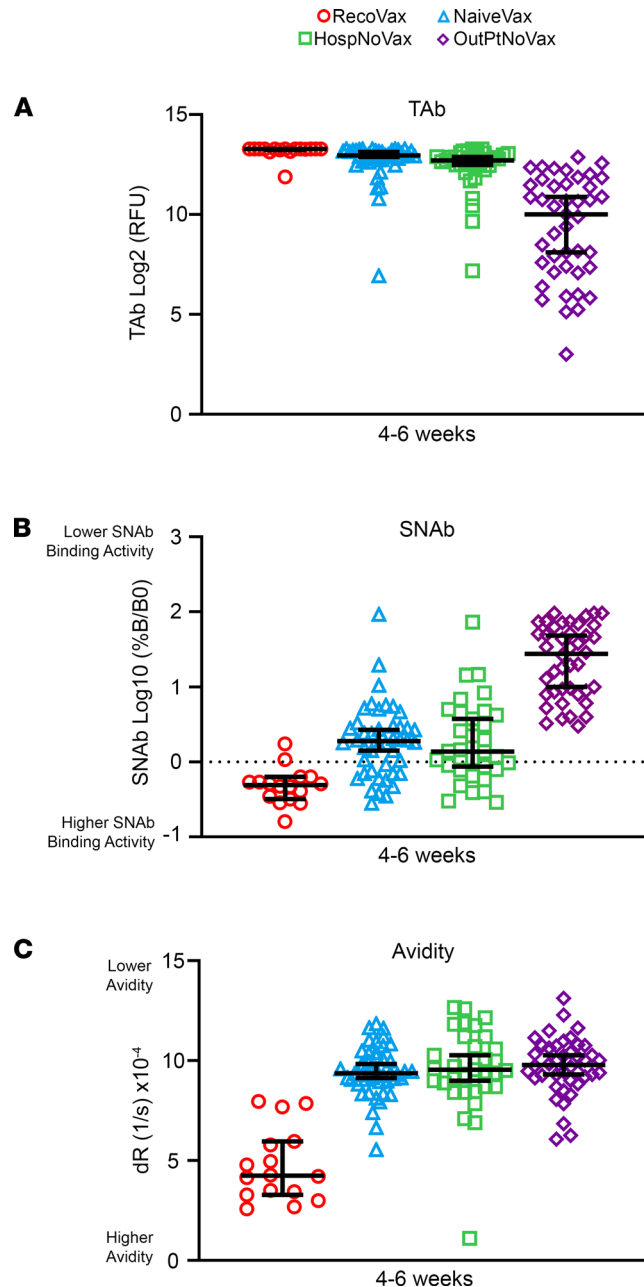 RecoVax NaiveVax
HospNoVax OutPtNoVax
A
TAb
TAb Log2 (RFU)
15
10
5
0
4-6 weeks
B
Lower SNAb
Binding Activity
SNAb
SNAb Log10 (%B/B0)
3
2
1
0
-1
Higher SNAb
Binding Activity
4-6 weeks
C
Lower
Avidity
Avidity
dR (1/s) x10⁻⁴
15
10
5
0
Higher
Avidity
4-6 weeks